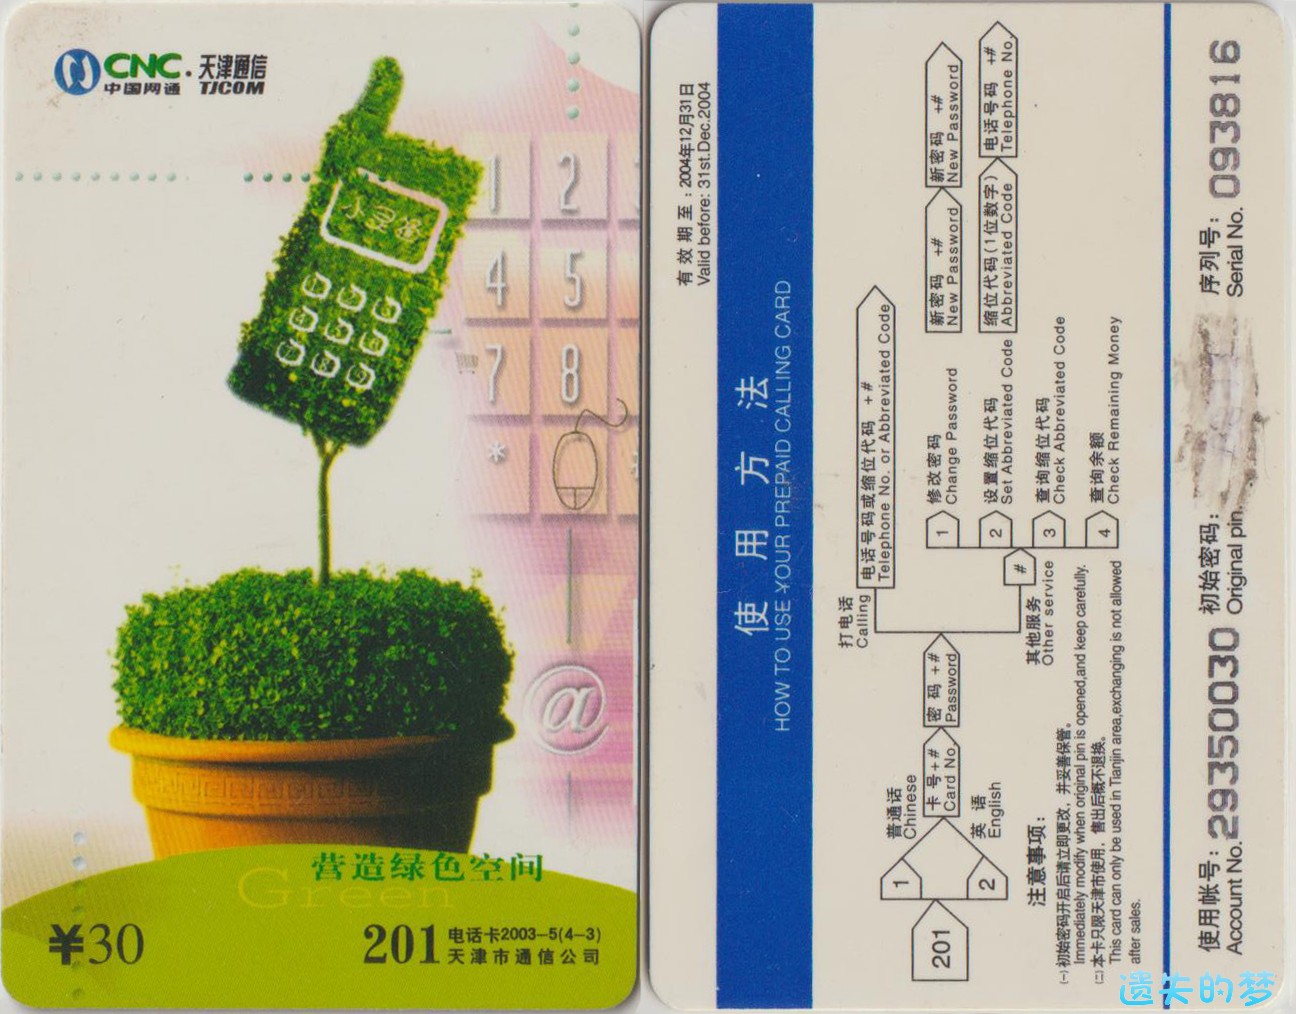 CNC · 天津通信
中国网通 TJCOM
小灵通
1 2
4 5
7 8
*
@
营造绿色空间
Green
¥30
201 电话卡2003-5(4-3)
天津市通信公司
有效期至：2004年12月31日
Valid before: 31st.Dec.2004
使用方法
HOW TO USE YOUR PREPAID CALLING CARD
201
1
普通话
Chinese
2
英语
English
卡号+#
Card No.
密码 +#
Password
打电话
Calling
电话号码或缩位代码 +#
Telephone No. or Abbreviated Code
其他服务
Other service
#
1
修改密码
Change Password
新密码 +#
New Password
新密码 +#
New Password
2
设置缩位代码
Set Abbreviated Code
缩位代码(1位数字)
Abbreviated Code
电话号码 +#
Telephone No.
3
查询缩位代码
Check Abbreviated Code
4
查询余额
Check Remaining Money
注意事项：
(一)初始密码开启后请立即更改，并妥善保管。
Immediately modify when original pin is opened,and keep carefully.
(二)本卡只限天津市使用，售出后概不退换。
This card can only be used in Tianjin area,exchanging is not allowed
after sales.
使用帐号：29350030 初始密码： 序列号：093816
Account No. Original pin. Serial No.
遗失的梦